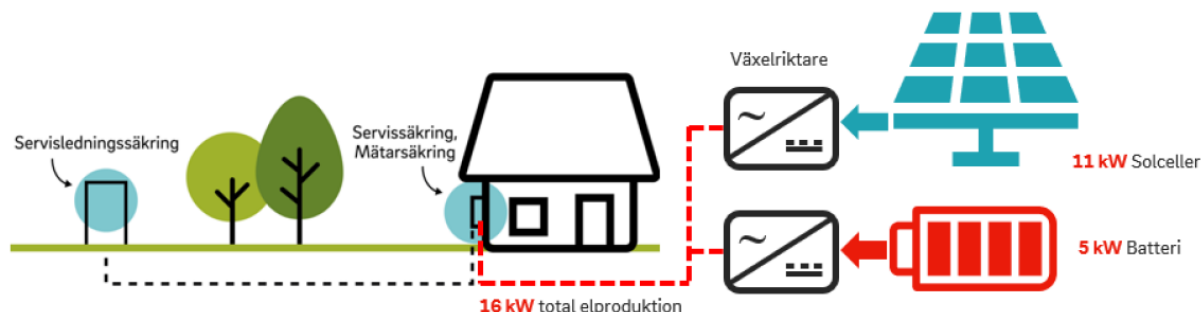 Växelriktare
Servisledningssäkring
Servissäkring,
Mätarsäkring
11 kW Solceller
5 kW Batteri
16 kW total elproduktion